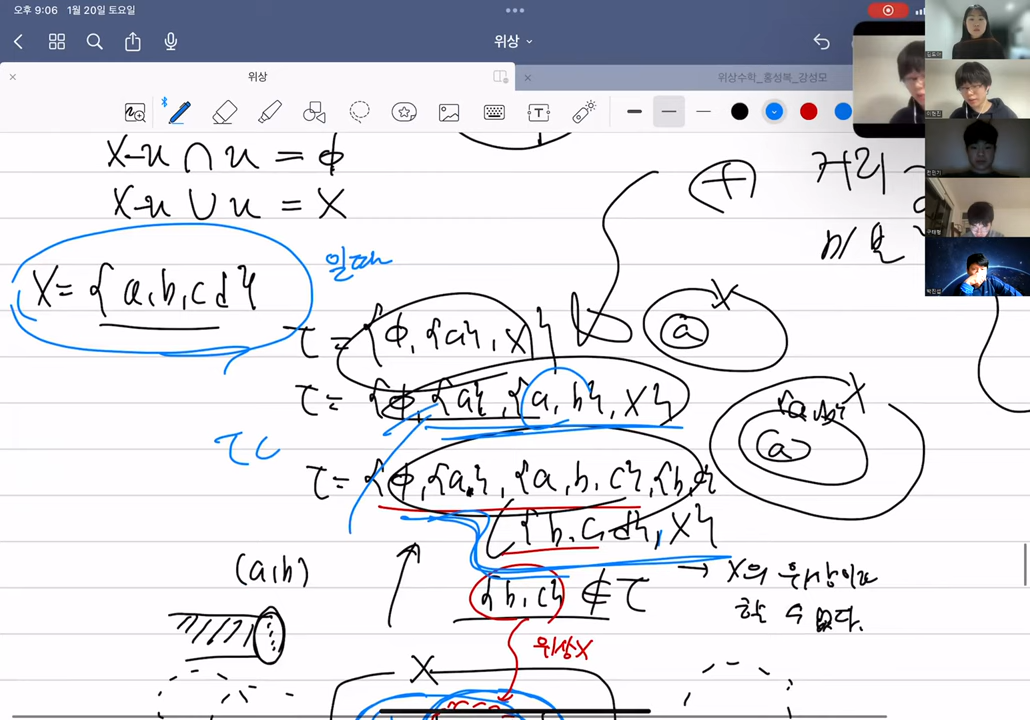 오후 9:06 1월 20일 토요일
위상
위상
위상수학_홍성복_강성모
X-u ∩ u = ϕ
X-u ∪ u = X
(+) 거리
X = { a, b, c d }
일때
τ = { ϕ, {a}, X }
a X
τ = { ϕ, {a}, {a, b}, X }
{a,b} X
a
τC
τ = { ϕ, {a}, {a, b, c}, {b, c}
{b, c, d}, X }
(a,b)
{b, c} ∉ τ → X의 위상이라
할 수 없다.
위상X
X